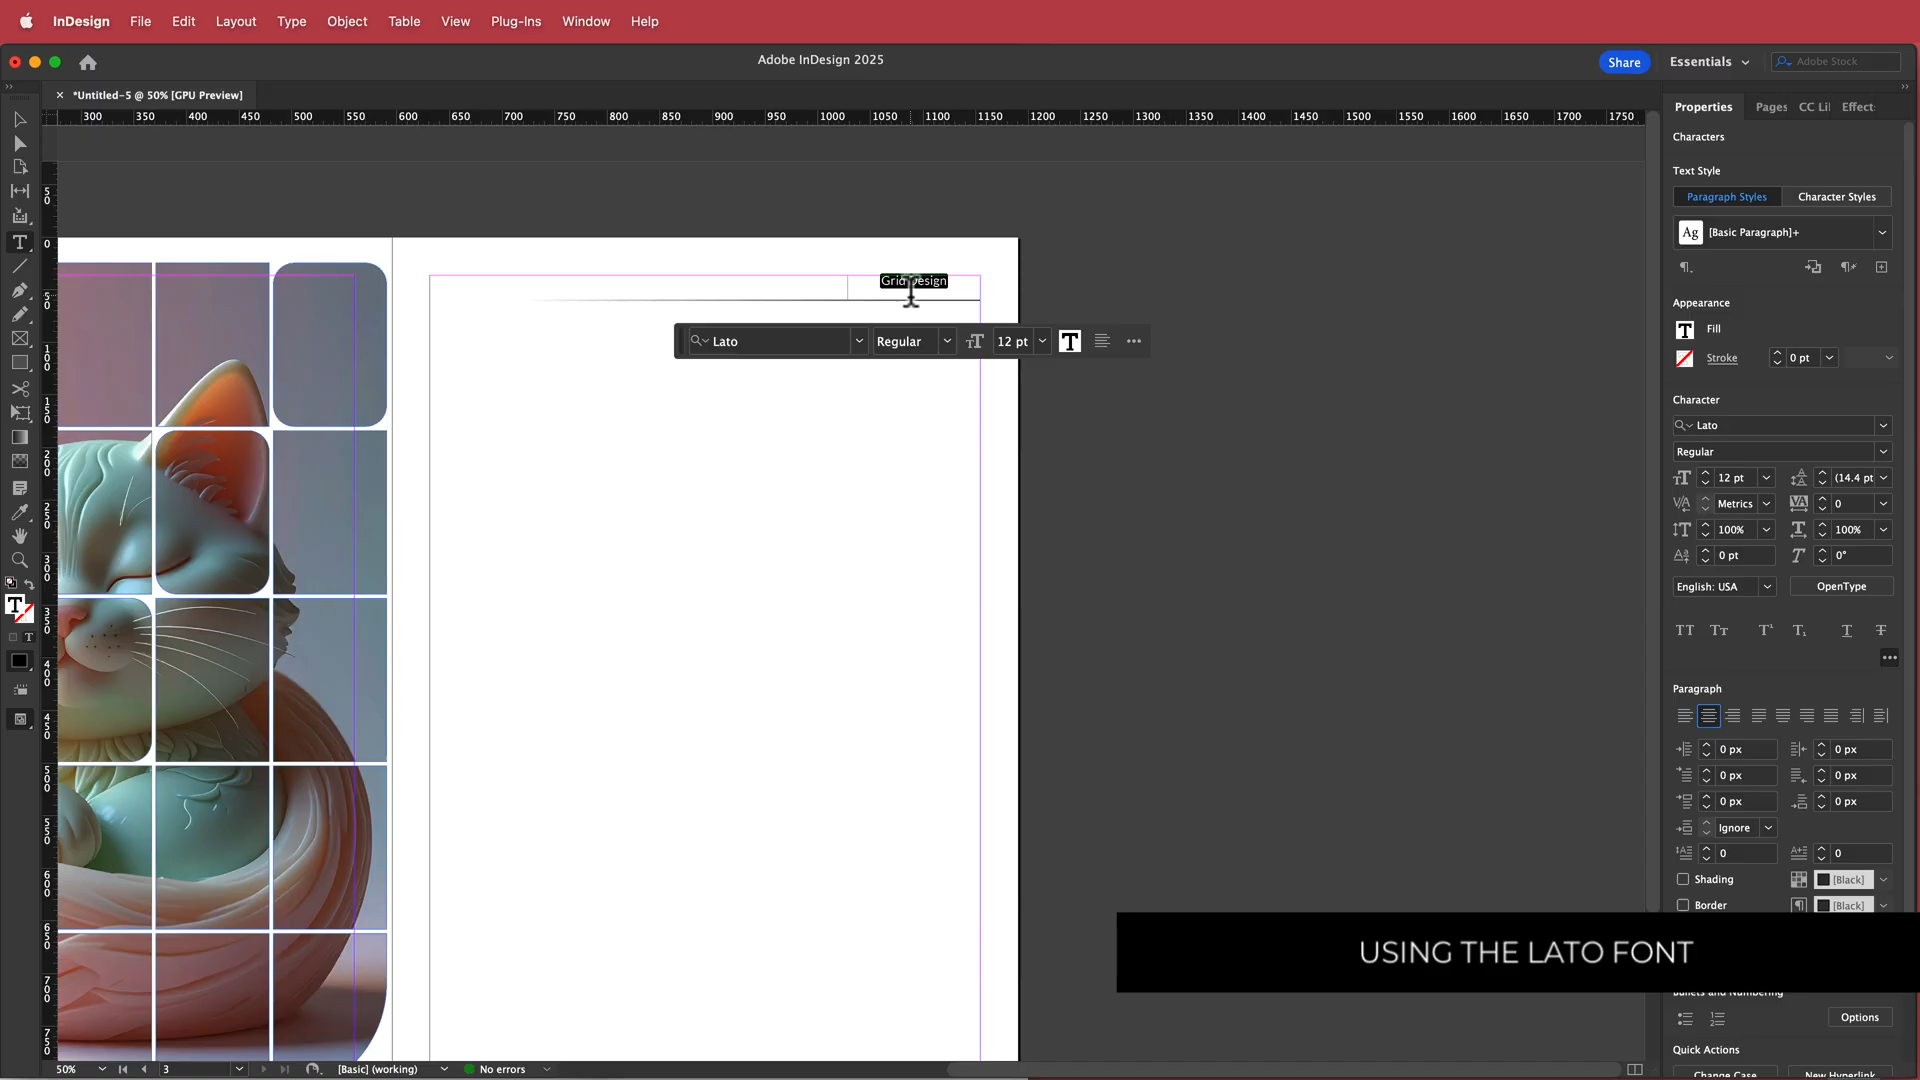 InDesign File Edit Layout Type Object Table View Plug-Ins Window Help
Adobe InDesign 2025
Share Essentials Adobe Stock
*Untitled-5 @ 50% [GPU Preview]
300 350 400 450 500 550 600 650 700 750 800 850 900 950 1000 1050 1100 1150 1200 1250 1300 1350 1400 1450 1500 1550 1600 1650 1700 1750
0 50 100 150 200 250 300 350 400 450 500 550 600 650 700 750
Grid Design
Lato Regular 12 pt
Properties Pages CC Li Effect
Characters
Text Style
Paragraph Styles Character Styles
Ag [Basic Paragraph]+
Appearance
Fill
Stroke 0 pt
Character
Lato
Regular
12 pt (14.4 pt
Metrics 0
100% 100%
0 pt 0°
English: USA OpenType
Paragraph
0 px 0 px
0 px 0 px
0 px 0 px
Ignore
0 0
Shading [Black]
Border [Black]
USING THE LATO FONT
Bullets and Numbering
Options
Quick Actions
Change Case New Hyperlink
50% 3 [Basic] (working) No errors